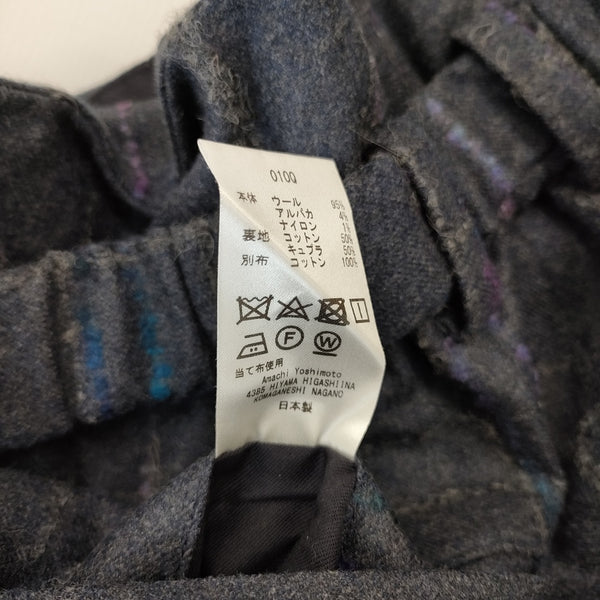 010Q
本体 ウール 95%
アルパカ 4%
ナイロン 1%
裏地 コットン 50%
キュプラ 50%
別布 コットン 100%
F W
当て布使用
Amachi Yoshimoto
4385 HIYAMA HIGASHIINA
KOMAGANESHI NAGANO
日本製